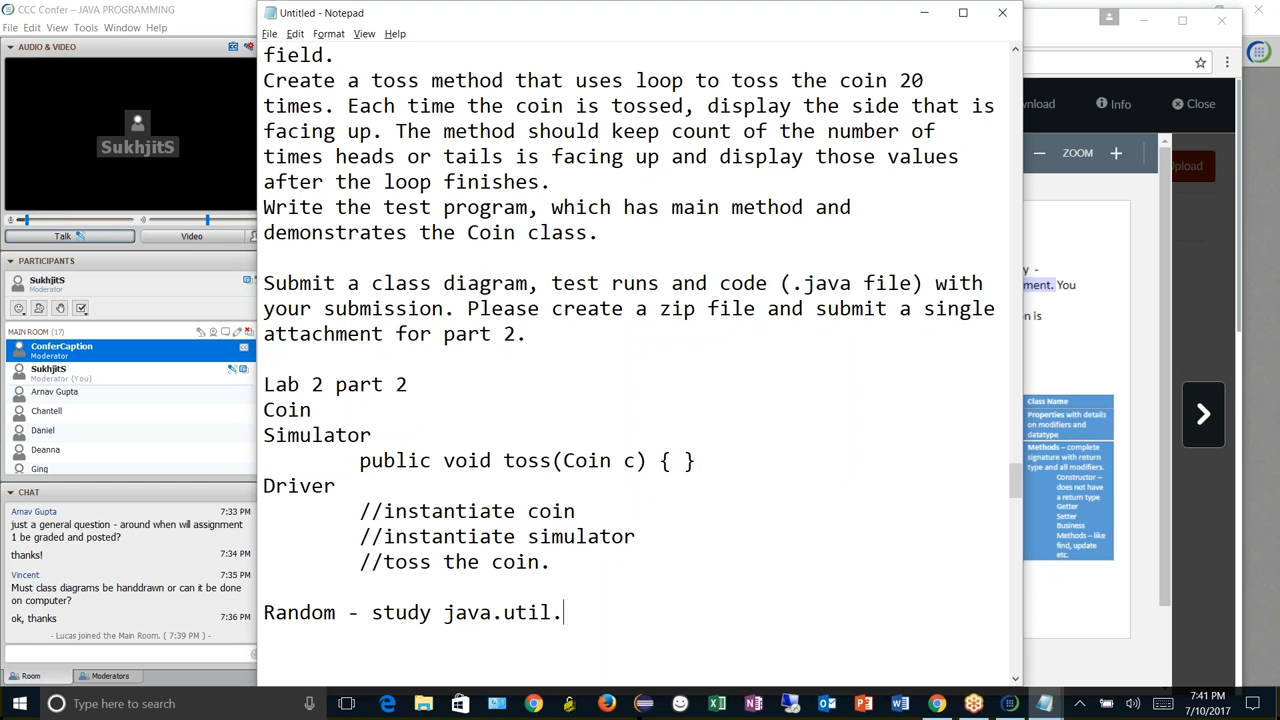 CCC Confer – JAVA PROGRAMMING
File Edit View Tools Window Help
AUDIO & VIDEO
SukhjitS
Talk
Video
PARTICIPANTS
SukhjitS
Moderator
MAIN ROOM (17)
ConferCaption
Moderator
SukhjitS
Moderator (You)
Arnav Gupta
Chantell
Daniel
Deanna
Ging
CHAT
Arnav Gupta 7:33 PM
just a general question - around when wil assignment
1 be graded and posted?
thanks! 7:34 PM
Vincent 7:35 PM
Must class diagrams be handdrawn or can it be done
on computer?
ok, thanks 7:36 PM
- Lucas joined the Main Room. ( 7:39 PM ) -
Room
Moderators
Untitled - Notepad
File Edit Format View Help
field.
Create a toss method that uses loop to toss the coin 20
times. Each time the coin is tossed, display the side that is
facing up. The method should keep count of the number of
times heads or tails is facing up and display those values
after the loop finishes.
Write the test program, which has main method and
demonstrates the Coin class.
Submit a class diagram, test runs and code (.java file) with
your submission. Please create a zip file and submit a single
attachment for part 2.
Lab 2 part 2
Coin
Simulator
public void toss(Coin c) { }
Driver
//instantiate coin
//instantiate simulator
//toss the coin.
Random - study java.util.
wnload
Info
Close
ZOOM
pload
y -
ment. You
n is
Class Name
Properties with details
on modifiers and
datatype
Methods – complete
signature with return
type and all modifiers.
Constructor –
does not have
a return type
Getter
Setter
Business
Methods – like
find, update
etc.
Type here to search
7:41 PM
7/10/2017